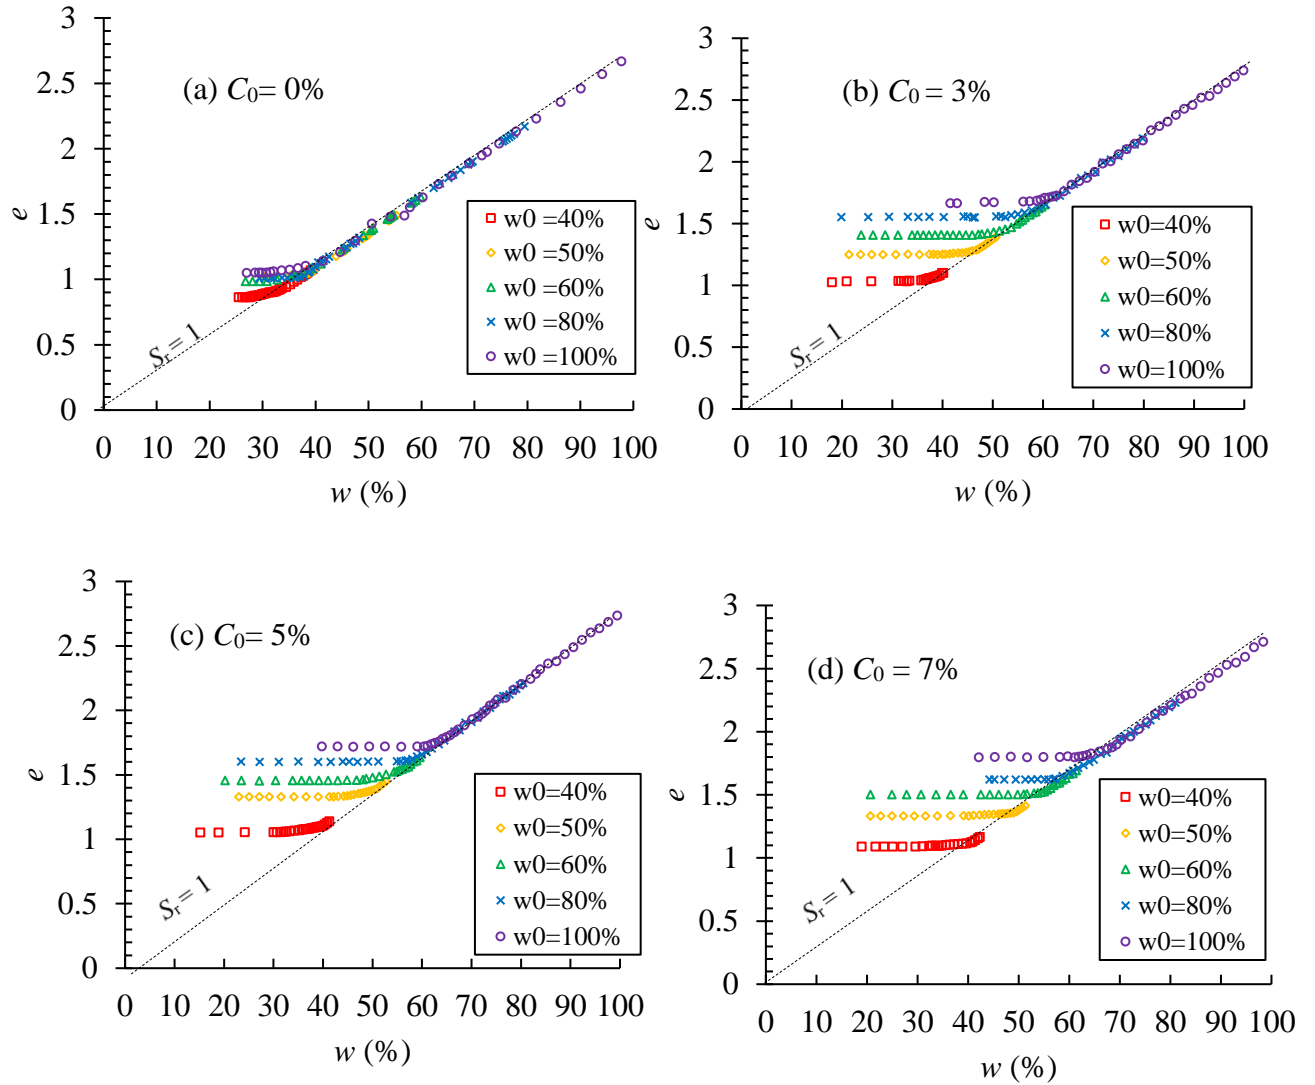 (a) C0= 0%
e
3
2.5
2
1.5
1
0.5
0
Sr = 1
w0 =40%
w0 =50%
w0 =60%
w0 =80%
w0 =100%
0 10 20 30 40 50 60 70 80 90 100
w (%)
(b) C0 = 3%
e
3
2.5
2
1.5
1
0.5
0
Sr = 1
w0=40%
w0=50%
w0=60%
w0=80%
w0=100%
0 10 20 30 40 50 60 70 80 90 100
w (%)
(c) C0= 5%
e
3
2.5
2
1.5
1
0.5
0
Sr = 1
w0=40%
w0=50%
w0=60%
w0=80%
w0=100%
0 10 20 30 40 50 60 70 80 90 100
w (%)
(d) C0 = 7%
e
3
2.5
2
1.5
1
0.5
0
Sr = 1
w0=40%
w0=50%
w0=60%
w0=80%
w0=100%
0 10 20 30 40 50 60 70 80 90 100
w (%)